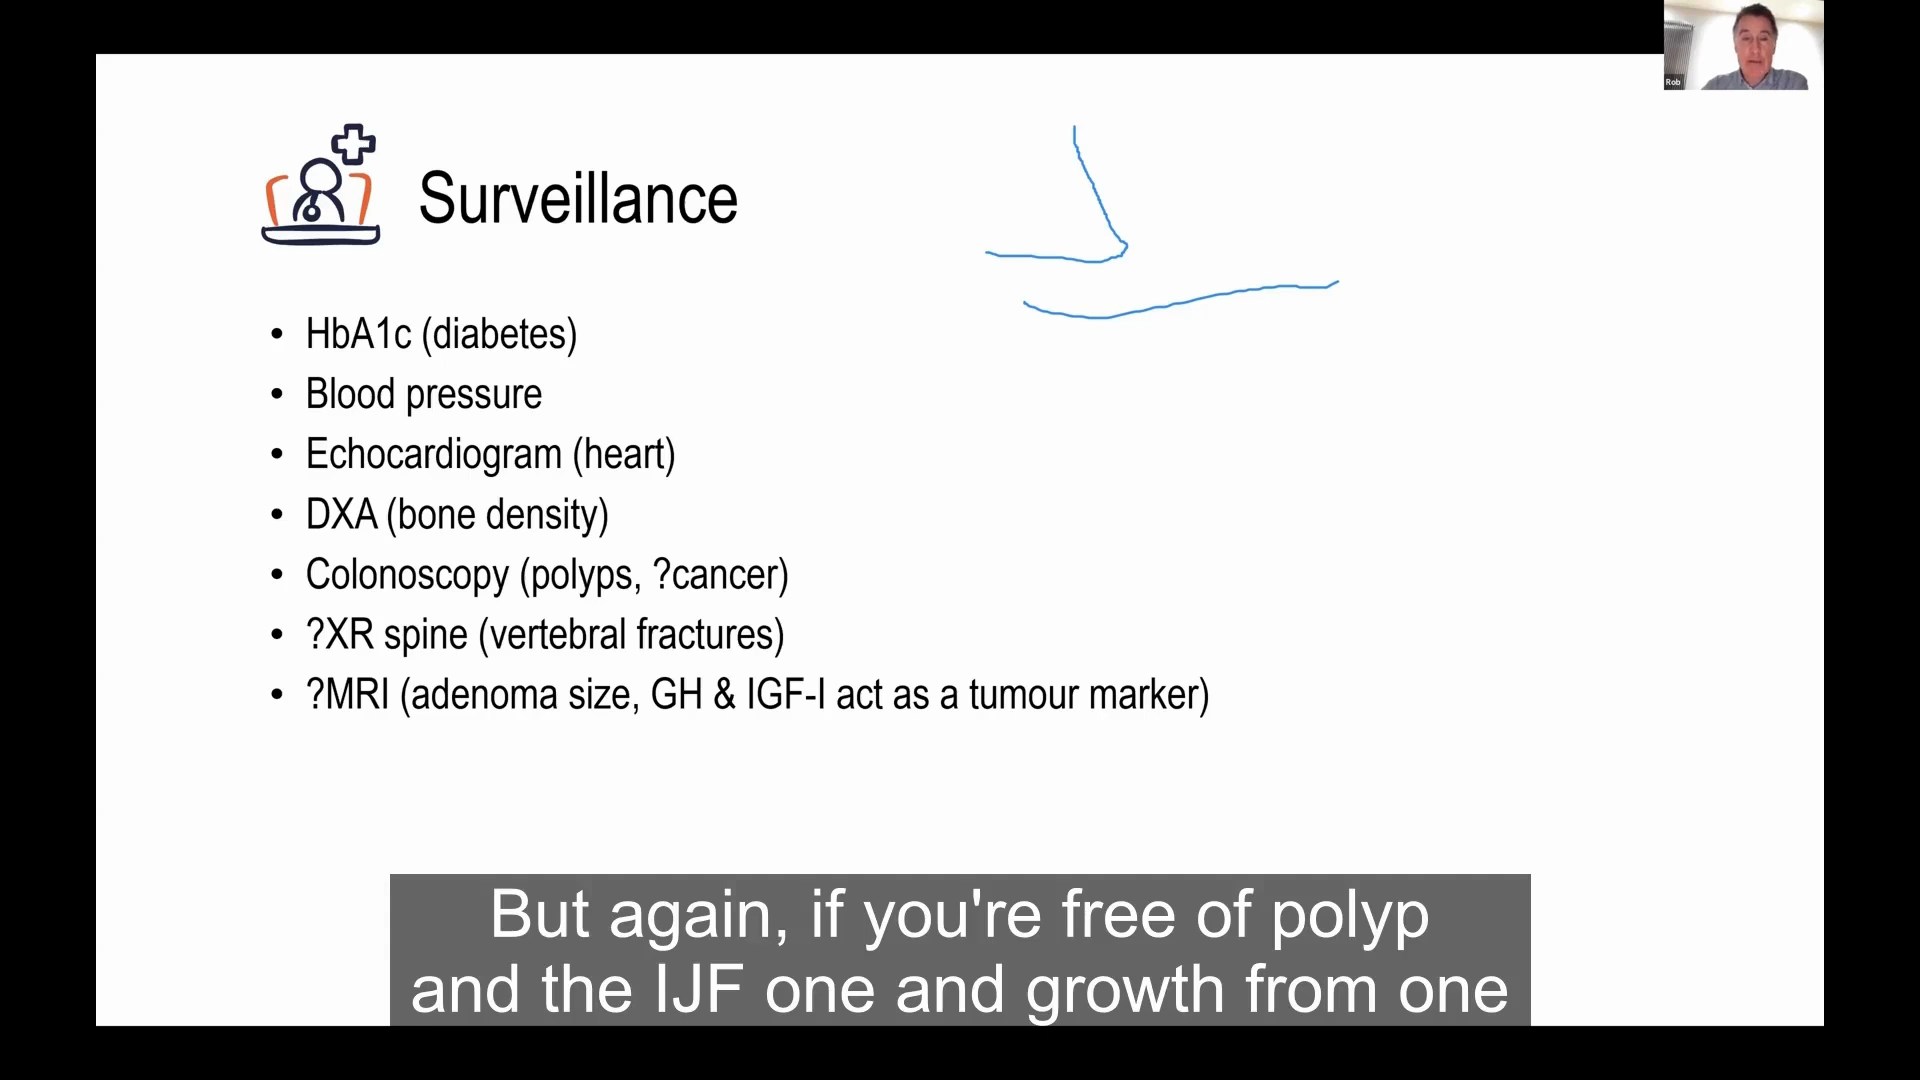 Rob
Surveillance
• HbA1c (diabetes)
• Blood pressure
• Echocardiogram (heart)
• DXA (bone density)
• Colonoscopy (polyps, ?cancer)
• ?XR spine (vertebral fractures)
• ?MRI (adenoma size, GH & IGF-I act as a tumour marker)
But again, if you're free of polyp
and the IJF one and growth from one